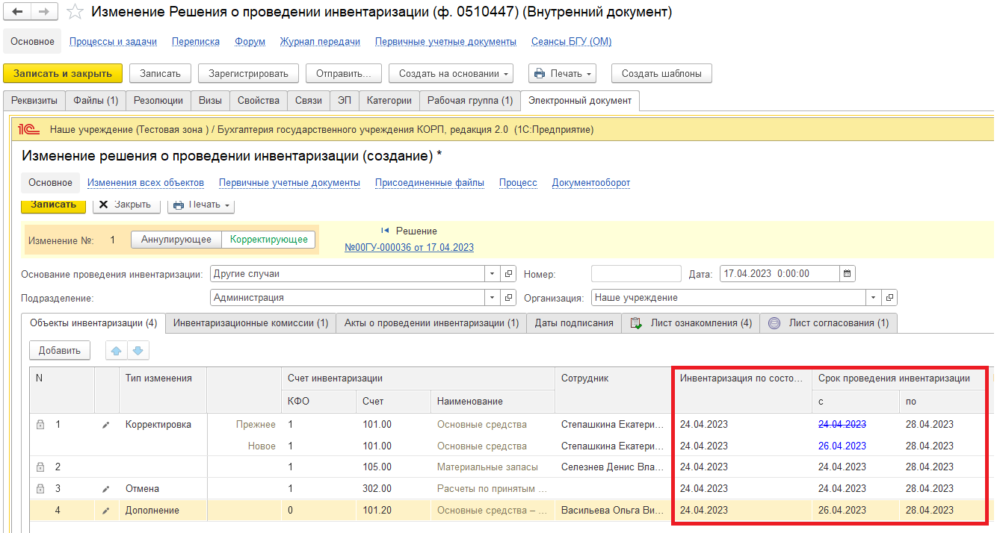 Изменение Решения о проведении инвентаризации (ф. 0510447) (Внутренний документ)
Основное Процессы и задачи Переписка Форум Журнал передачи Первичные учетные документы Сеансы БГУ (ОМ)
Записать и закрыть Записать Зарегистрировать Отправить... Создать на основании Печать Создать шаблоны
Реквизиты Файлы (1) Резолюции Визы Свойства Связи ЭП Категории Рабочая группа (1) Электронный документ
1С Наше учреждение (Тестовая зона ) / Бухгалтерия государственного учреждения КОРП, редакция 2.0 (1С:Предприятие)
Изменение решения о проведении инвентаризации (создание) *
Основное Изменения всех объектов Первичные учетные документы Присоединенные файлы Процесс Документооборот
Записать Закрыть Печать
Решение
Изменение №: 1 Аннулирующее Корректирующее
№00ГУ-000036 от 17.04.2023
Основание проведения инвентаризации: Другие случаи Номер: Дата: 17.04.2023 0:00:00
Подразделение: Администрация Организация: Наше учреждение
Объекты инвентаризации (4) Инвентаризационные комиссии (1) Акты о проведении инвентаризации (1) Даты подписания Лист ознакомления (4) Лист согласования (1)
Добавить
N Тип изменения Счет инвентаризации Сотрудник Инвентаризация по состо... Срок проведения инвентаризации
КФО Счет Наименование с по
1 Корректировка Прежнее 1 101.00 Основные средства Степашкина Екатери... 24.04.2023 24.04.2023 28.04.2023
Новое 1 101.00 Основные средства Степашкина Екатери... 24.04.2023 26.04.2023 28.04.2023
2 1 105.00 Материальные запасы Селезнев Денис Вла... 24.04.2023 24.04.2023 28.04.2023
3 Отмена 1 302.00 Расчеты по принятым ... 24.04.2023 24.04.2023 28.04.2023
4 Дополнение 0 101.20 Основные средства – ... Васильева Ольга Ви... 24.04.2023 26.04.2023 28.04.2023